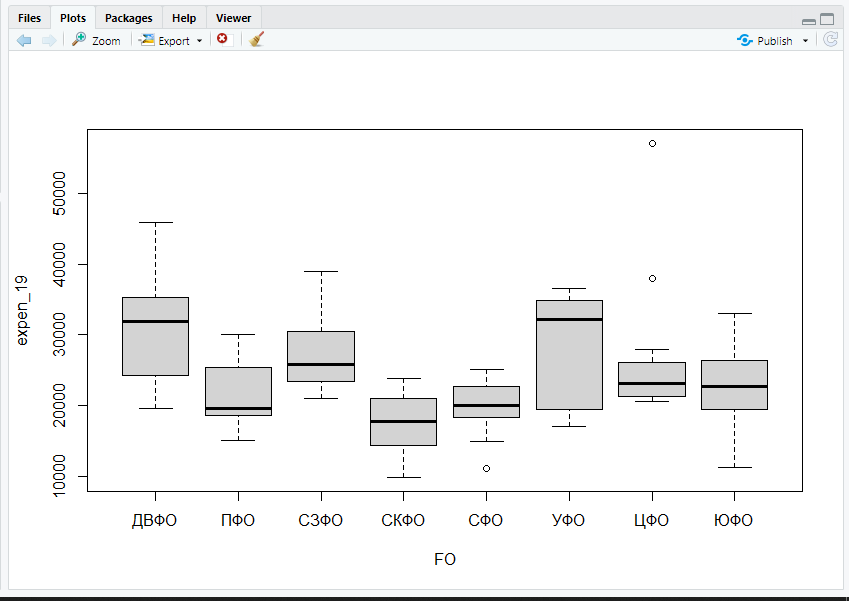 Files Plots Packages Help Viewer
Zoom Export Publish
50000
40000
30000
20000
10000
expen_19
ДВФО ПФО СЗФО СКФО СФО УФО ЦФО ЮФО
FO